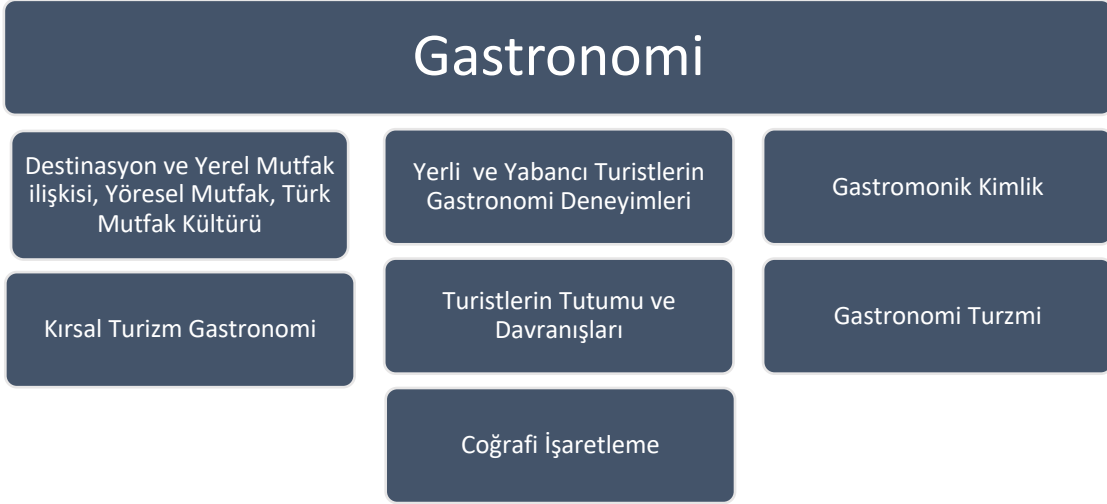 Gastronomi
Destinasyon ve Yerel Mutfak
ilişkisi, Yöresel Mutfak, Türk
Mutfak Kültürü
Kırsal Turizm Gastronomi
Yerli ve Yabancı Turistlerin
Gastronomi Deneyimleri
Turistlerin Tutumu ve
Davranışları
Coğrafi İşaretleme
Gastromonik Kimlik
Gastronomi Turzmi